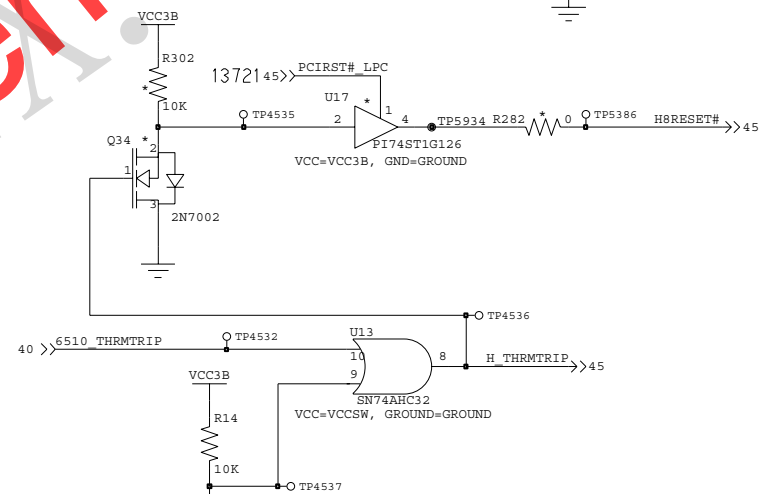 VCC3B
R302
*
10K
13721 45
PCIRST#_LPC
U17
*
1
TP4535
2
4
TP5934
R282
*
0
TP5386
H8RESET#
45
PI74ST1G126
VCC=VCC3B, GND=GROUND
Q34
*
2
1
3
2N7002
TP4536
40
6510_THRMTRIP
TP4532
U13
10
9
8
H_THRMTRIP
45
SN74AHC32
VCC=VCCSW, GROUND=GROUND
VCC3B
R14
10K
TP4537